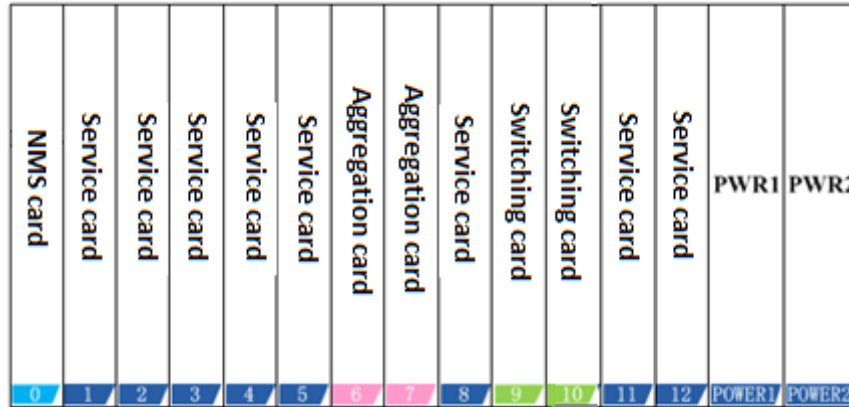 NMS card
Service card
Service card
Service card
Service card
Service card
Aggregation card
Aggregation card
Service card
Switching card
Switching card
Service card
Service card
PWR1
PWR2
0
1
2
3
4
5
6
7
8
9
10
11
12
POWER1
POWER2